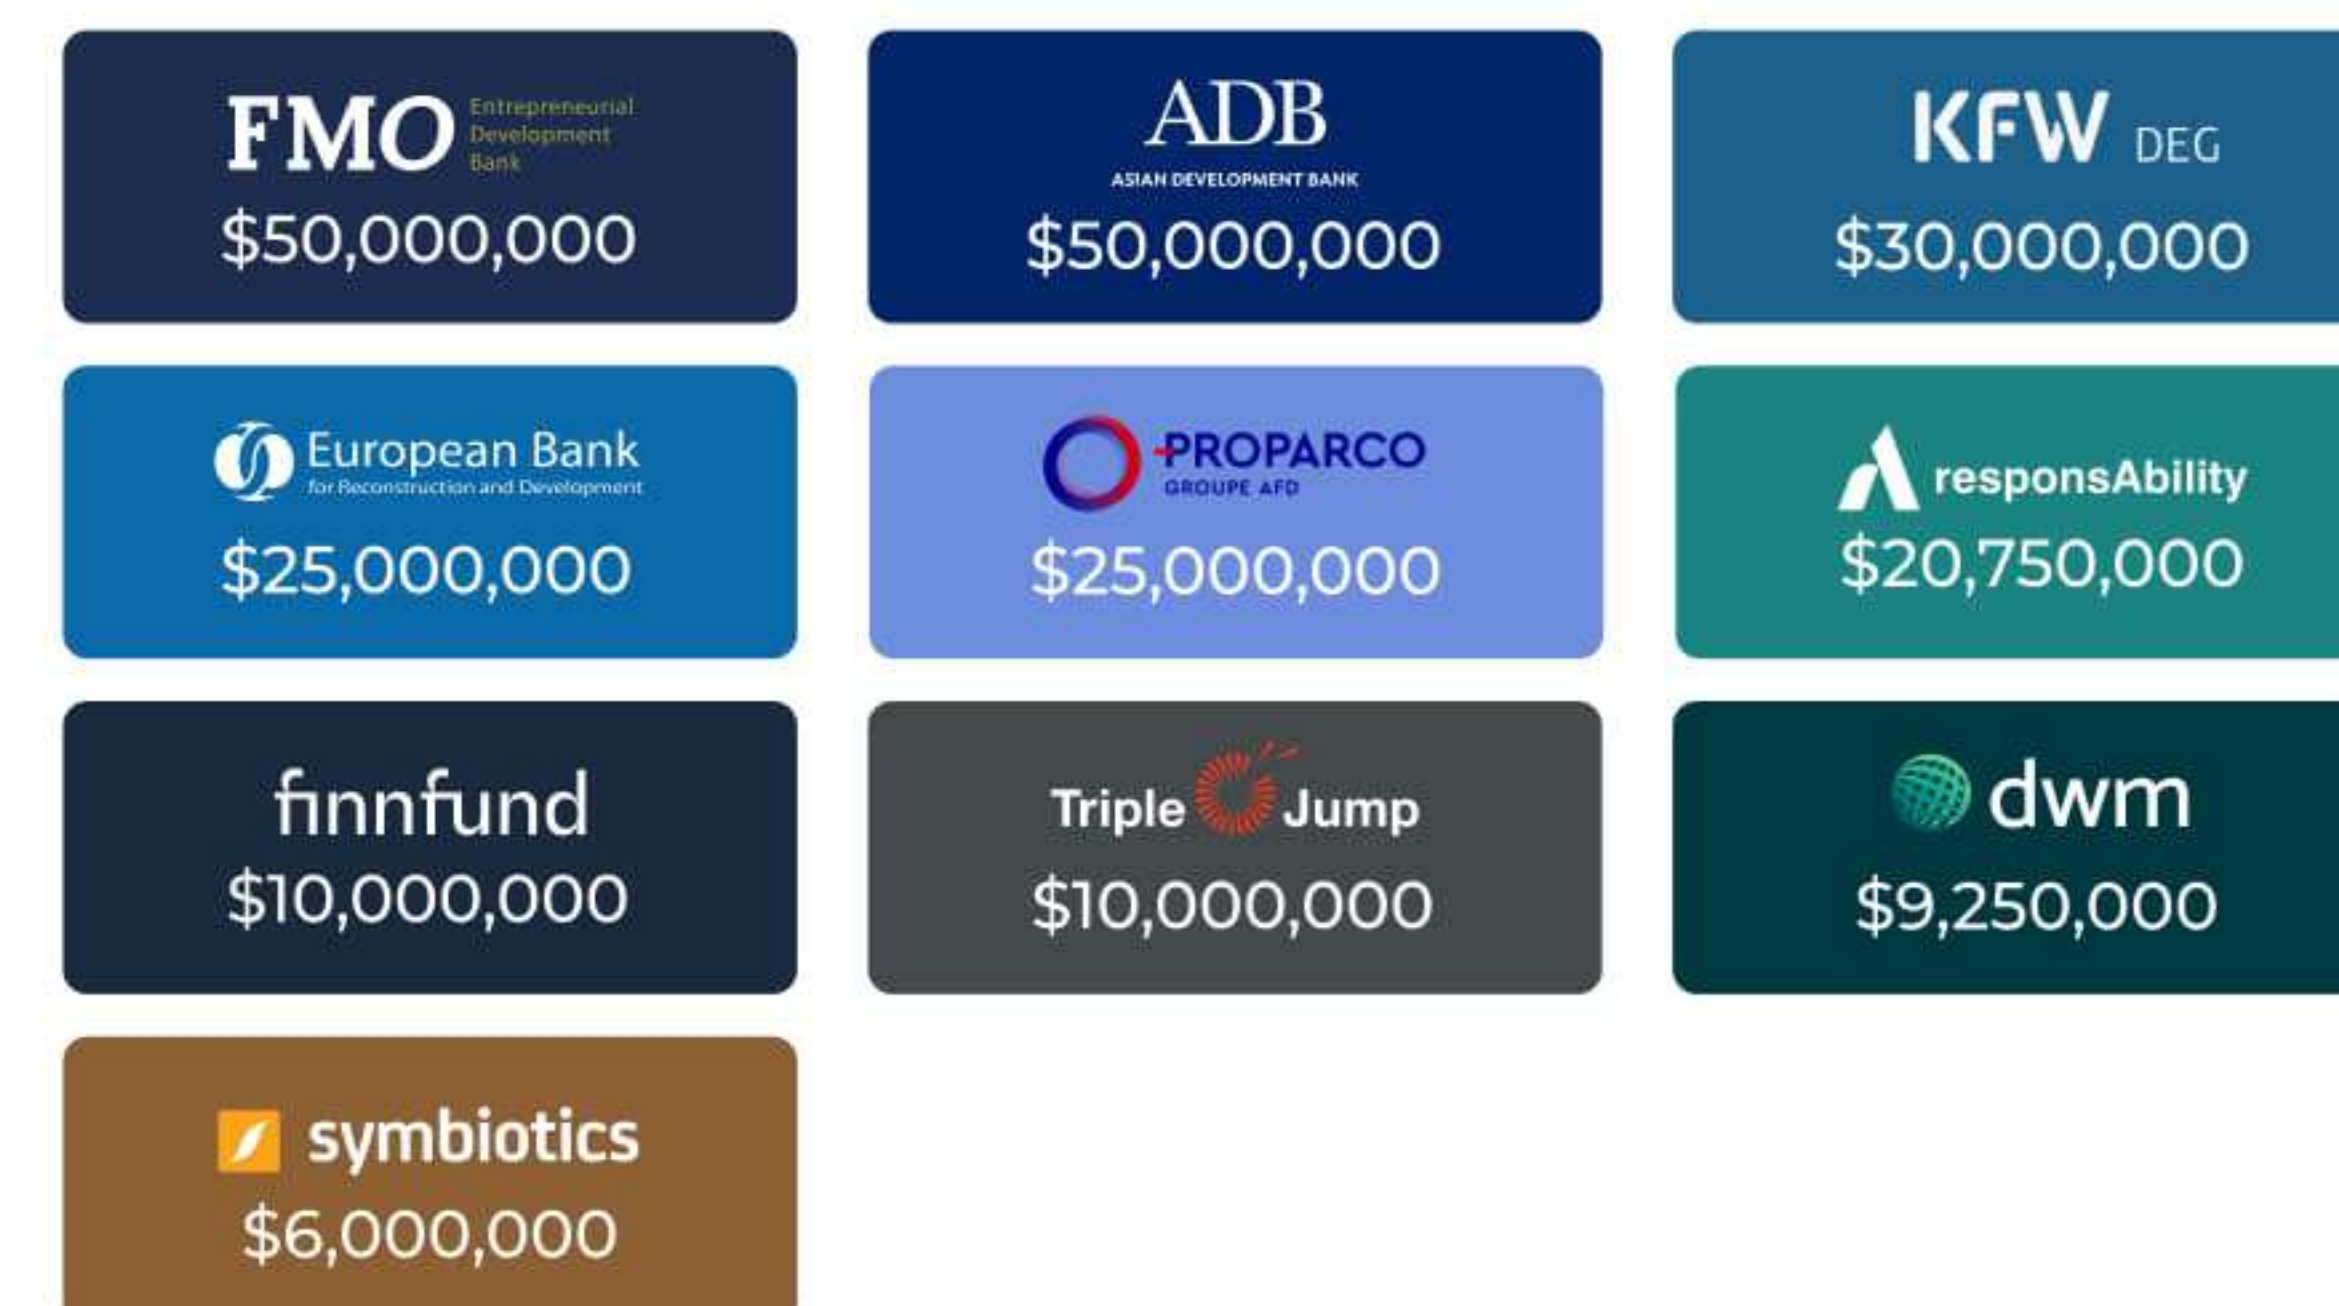 FMO Entrepreneurial
Development
Bank
$50,000,000
ADB
ASIAN DEVELOPMENT BANK
$50,000,000
KFW DEG
$30,000,000
European Bank
for Reconstruction and Development
$25,000,000
PROPARCO
GROUPE AFD
$25,000,000
responsAbility
$20,750,000
finnfund
$10,000,000
Triple Jump
$10,000,000
dwm
$9,250,000
symbiotics
$6,000,000